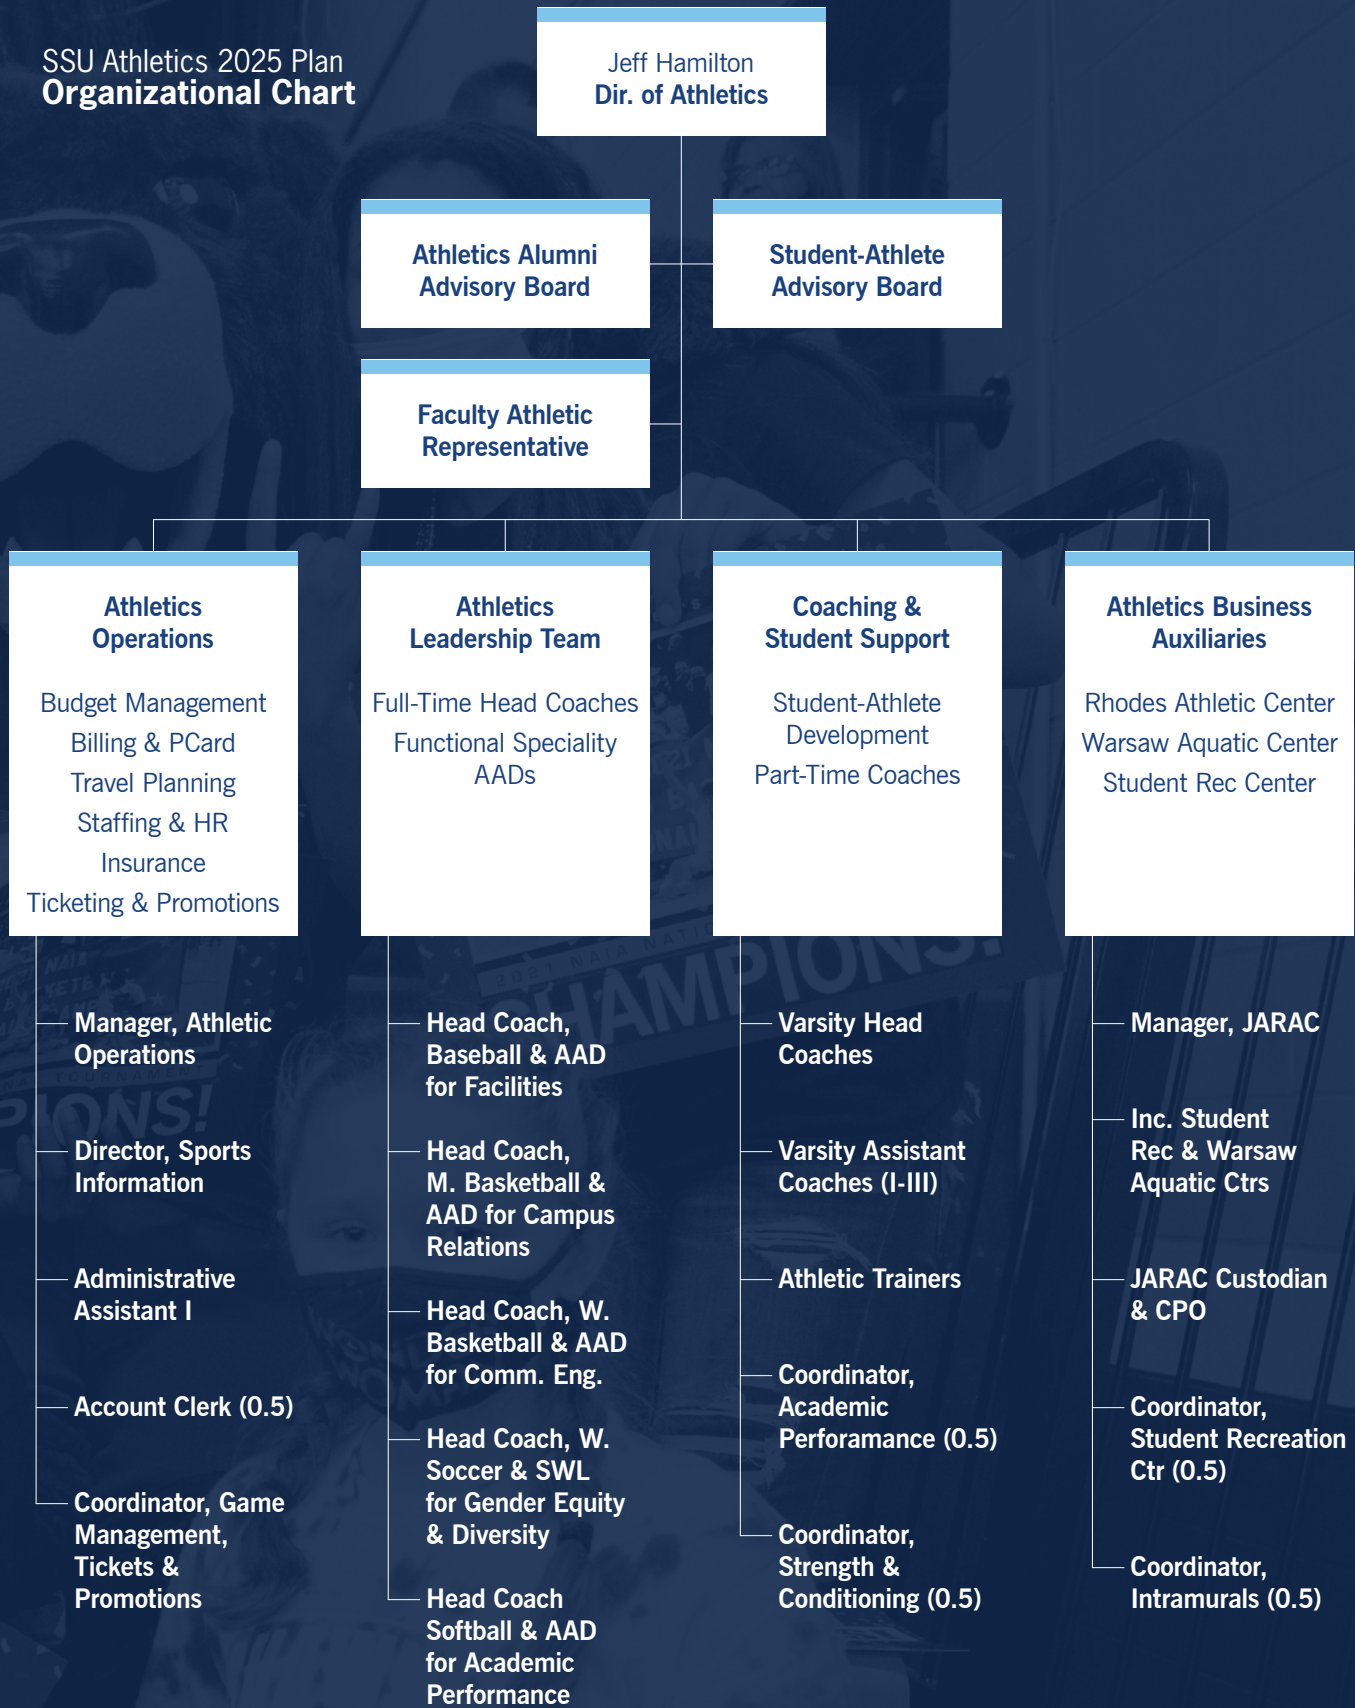 SSU Athletics 2025 Plan
Organizational Chart
Jeff Hamilton
Dir. of Athletics
Athletics Alumni
Advisory Board
Student-Athlete
Advisory Board
Faculty Athletic
Representative
Athletics
Operations
Budget Management
Billing & PCard
Travel Planning
Staffing & HR
Insurance
Ticketing & Promotions
Manager, Athletic
Operations
Director, Sports
Information
Administrative
Assistant I
Account Clerk (0.5)
Coordinator, Game
Management,
Tickets &
Promotions
Athletics
Leadership Team
Full-Time Head Coaches
Functional Speciality
AADs
Head Coach,
Baseball & AAD
for Facilities
Head Coach,
M. Basketball &
AAD for Campus
Relations
Head Coach, W.
Basketball & AAD
for Comm. Eng.
Head Coach, W.
Soccer & SWL
for Gender Equity
& Diversity
Head Coach
Softball & AAD
for Academic
Performance
Coaching &
Student Support
Student-Athlete
Development
Part-Time Coaches
Varsity Head
Coaches
Varsity Assistant
Coaches (I-III)
Athletic Trainers
Coordinator,
Academic
Perforamance (0.5)
Coordinator,
Strength &
Conditioning (0.5)
Athletics Business
Auxiliaries
Rhodes Athletic Center
Warsaw Aquatic Center
Student Rec Center
Manager, JARAC
Inc. Student
Rec & Warsaw
Aquatic Ctrs
JARAC Custodian
& CPO
Coordinator,
Student Recreation
Ctr (0.5)
Coordinator,
Intramurals (0.5)
2021 NAIA
CHAMPIONS!